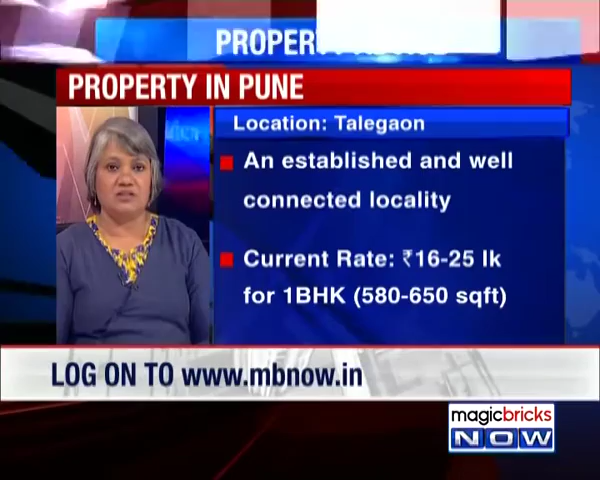 PROPERTY
PROPERTY IN PUNE
Location: Talegaon
An established and well
connected locality
Current Rate: ₹16-25 lk
for 1BHK (580-650 sqft)
LOG ON TO www.mbnow.in
magicbricks
NOW